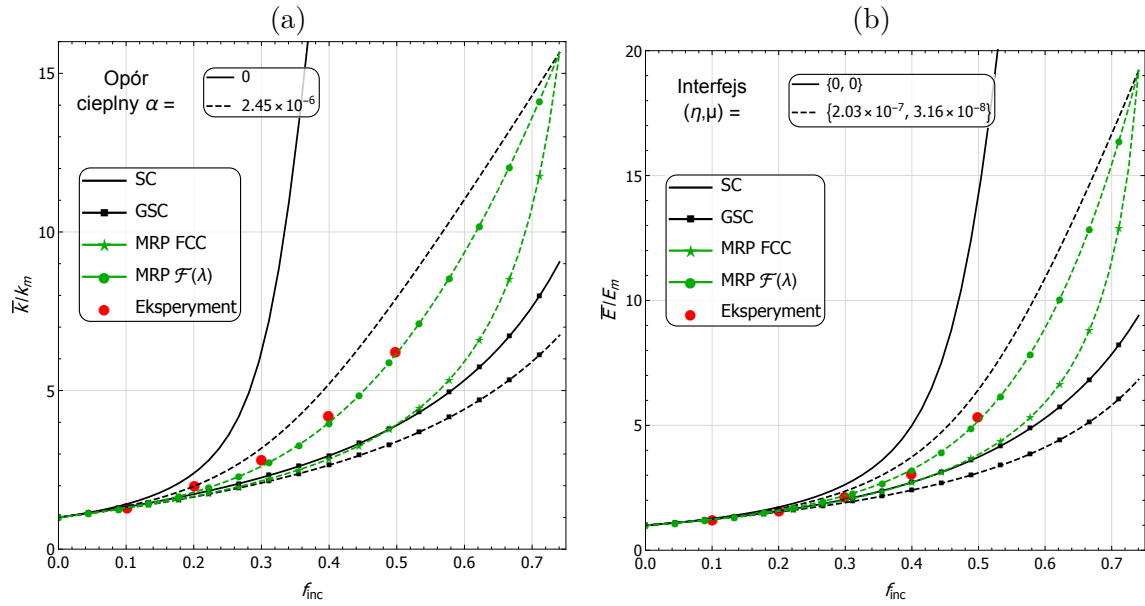 (a)
Opór
cieplny α =
0
2.45×10⁻⁶
SC
GSC
MRP FCC
MRP ℱ(λ)
Eksperyment
k̅/kₘ
15
10
5
0
0.0 0.1 0.2 0.3 0.4 0.5 0.6 0.7
f_inc
(b)
Interfejs
(η,μ) =
{0, 0}
{2.03×10⁻⁷, 3.16×10⁻⁸}
SC
GSC
MRP FCC
MRP ℱ(λ)
Eksperyment
E̅/Eₘ
20
15
10
5
0
0.0 0.1 0.2 0.3 0.4 0.5 0.6 0.7
f_inc